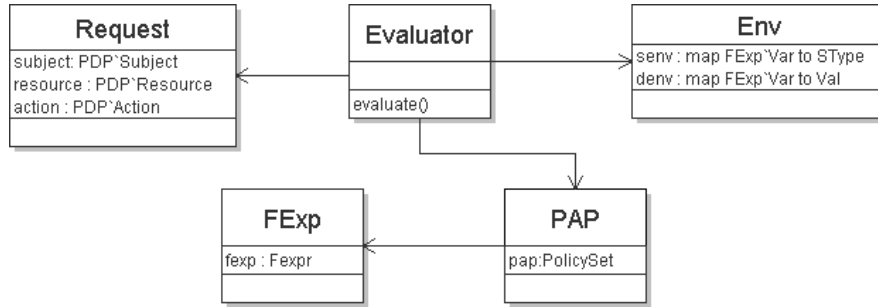 Request
subject: PDP`Subject
resource : PDP`Resource
action : PDP`Action
Evaluator
evaluate()
Env
senv : map FExp`Var to SType
denv : map FExp`Var to Val
FExp
fexp : Fexpr
PAP
pap:PolicySet